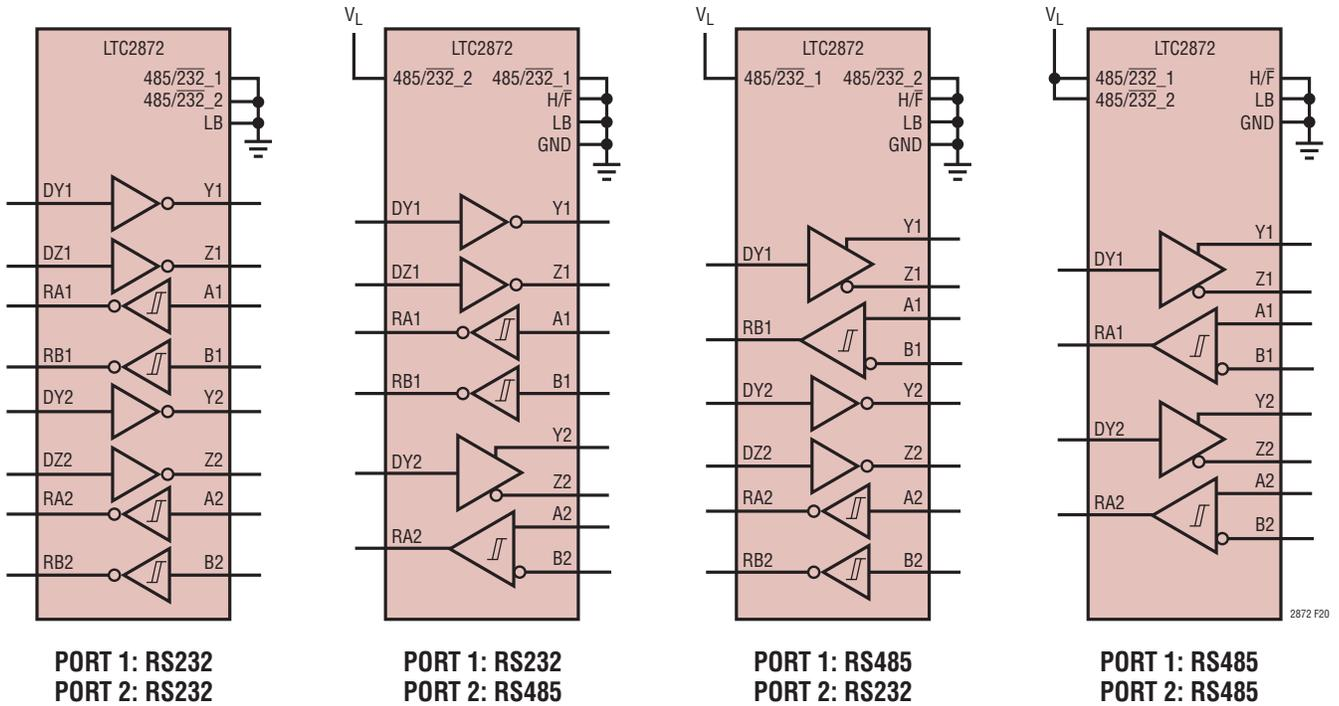 LTC2872
485/232_1
485/232_2
LB
DY1
Y1
DZ1
Z1
RA1
A1
RB1
B1
DY2
Y2
DZ2
Z2
RA2
A2
RB2
B2
PORT 1: RS232
PORT 2: RS232
VL
LTC2872
485/232_2
485/232_1
H/F
LB
GND
DY1
Y1
DZ1
Z1
RA1
A1
RB1
B1
Y2
DY2
Z2
A2
RA2
B2
PORT 1: RS232
PORT 2: RS485
VL
LTC2872
485/232_1
485/232_2
H/F
LB
GND
Y1
DY1
Z1
A1
RB1
B1
DY2
Y2
DZ2
Z2
RA2
A2
RB2
B2
PORT 1: RS485
PORT 2: RS232
VL
LTC2872
485/232_1
485/232_2
H/F
LB
GND
Y1
DY1
Z1
A1
RA1
B1
Y2
DY2
Z2
A2
RA2
B2
2872 F20
PORT 1: RS485
PORT 2: RS485